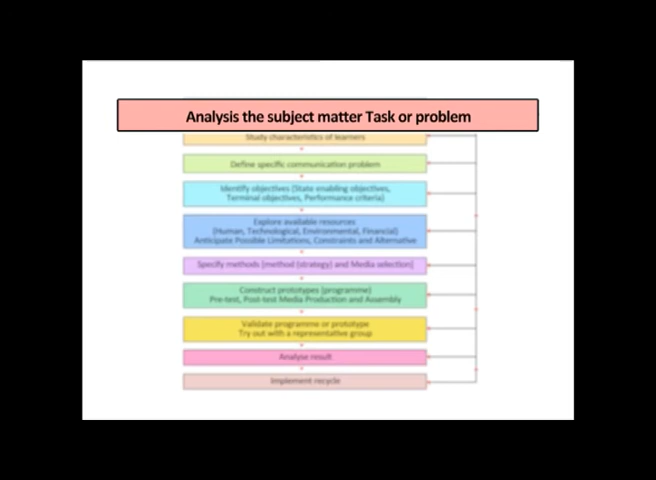 Analysis the subject matter Task or problem
Study characteristics of learners
Define specific communication problem
Identify objectives (State enabling objectives,
Terminal objectives, Performance criteria)
Explore available resources
(Human, Technological, Environmental, Financial)
Anticipate Possible Limitations, Constraints and Alternative
Specify methods (method (strategy) and Media selection)
Construct prototypes (programme)
Pre-test, Post-test Media Production and Assembly
Validate programme or prototype
Try out with a representative group
Analyse result
Implement recycle